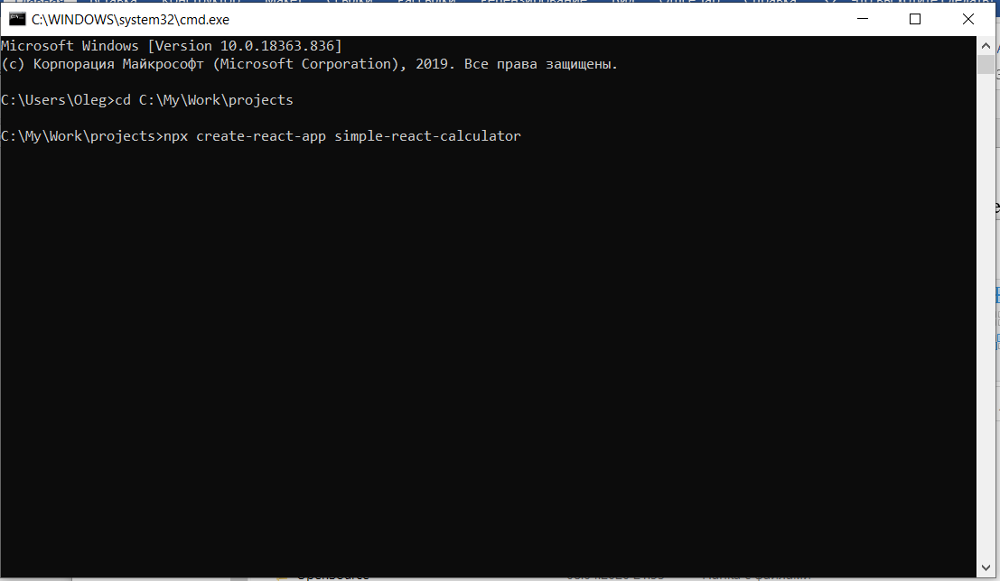 C:\WINDOWS\system32\cmd.exe
Microsoft Windows [Version 10.0.18363.836]
(c) Корпорация Майкрософт (Microsoft Corporation), 2019. Все права защищены.
C:\Users\Oleg>cd C:\My\Work\projects
C:\My\Work\projects>npx create-react-app simple-react-calculator